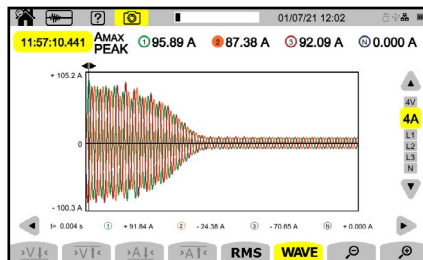 ? 01/07/21 12:02
11:57:10.441 AMAX PEAK 1 95.89 A 2 87.38 A 3 92.09 A N 0.000 A
+ 105.2 A
0
- 100.3 A
4V
4A
L1
L2
L3
N
t= 0.004 s 1 + 91.84 A 2 - 24.38 A 3 - 70.65 A N + 0.000 A
>V↓< >V↑< >A↓< >A↑< RMS WAVE